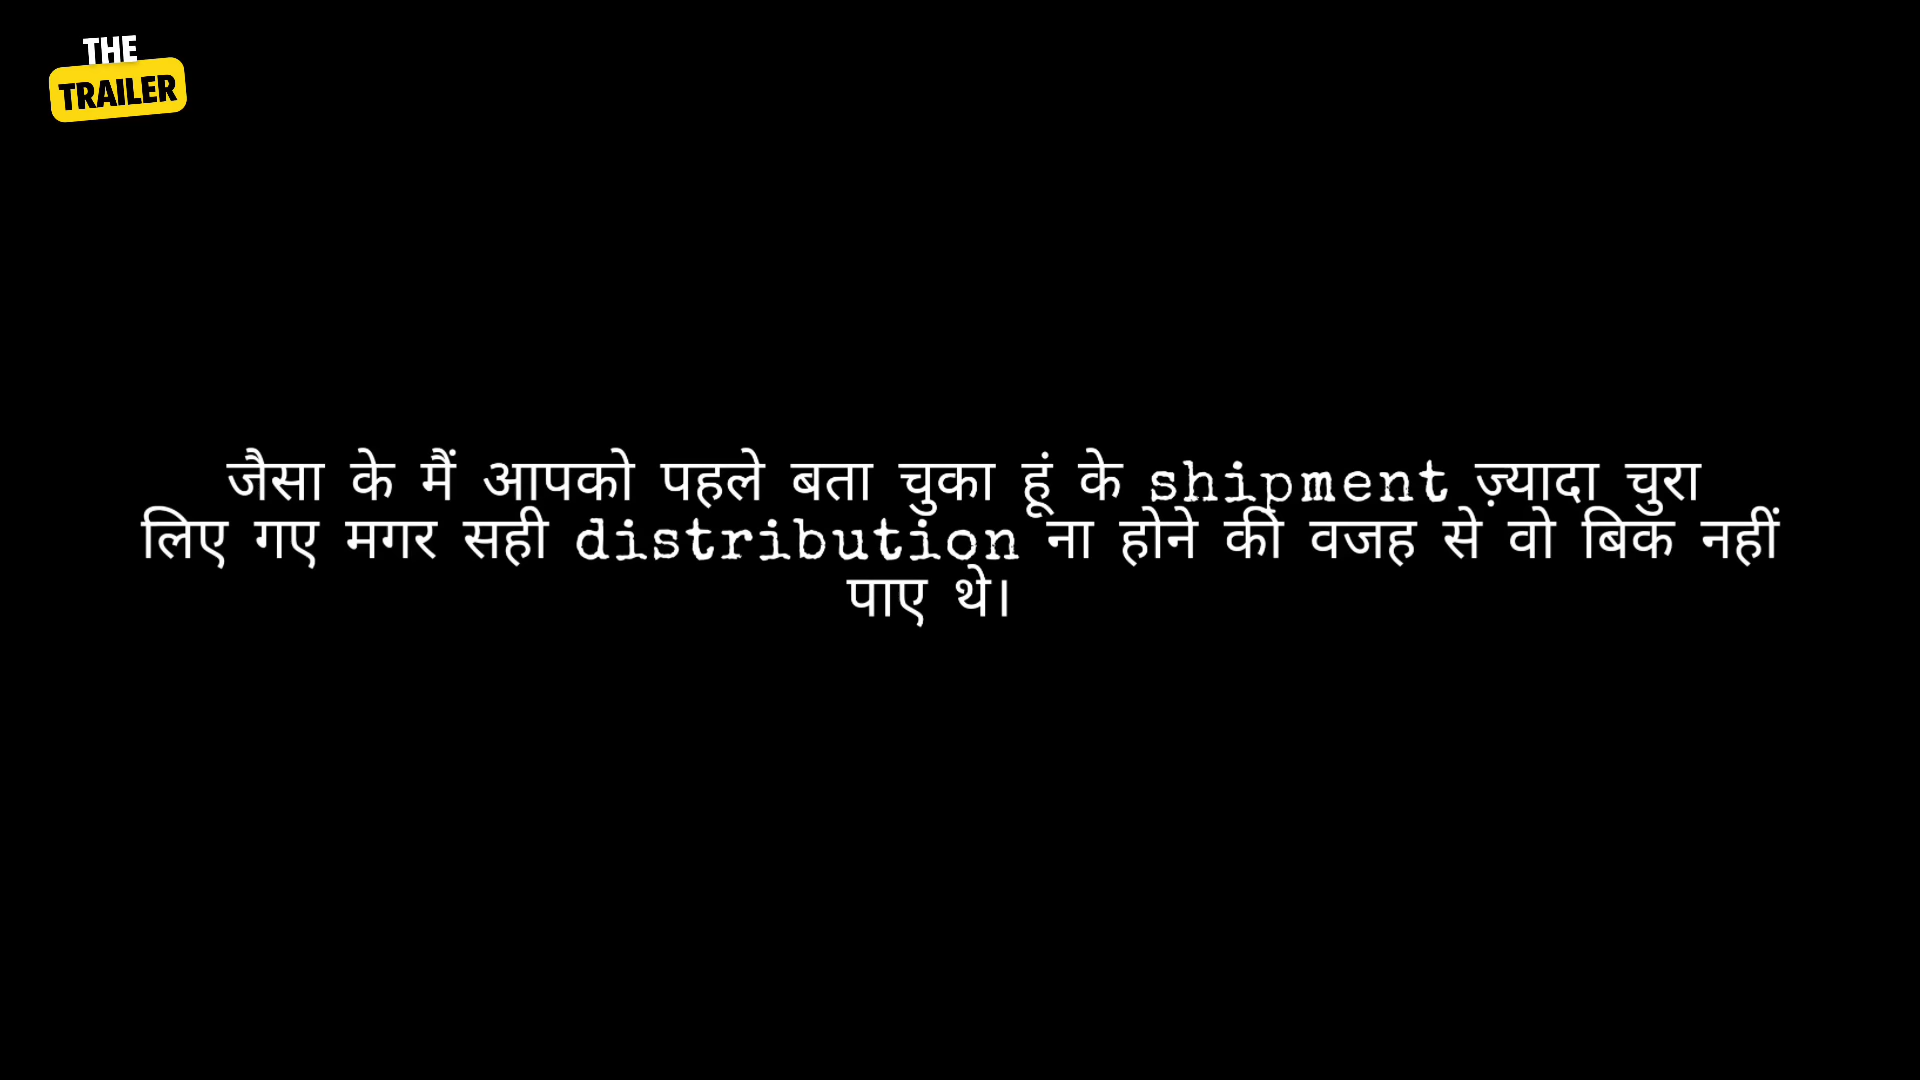 THE
TRAILER
जैसा के मैं आपको पहले बता चुका हूं के shipment ज़्यादा चुरा
लिए गए मगर सही distribution ना होने की वजह से वो बिक नहीं
पाए थे।